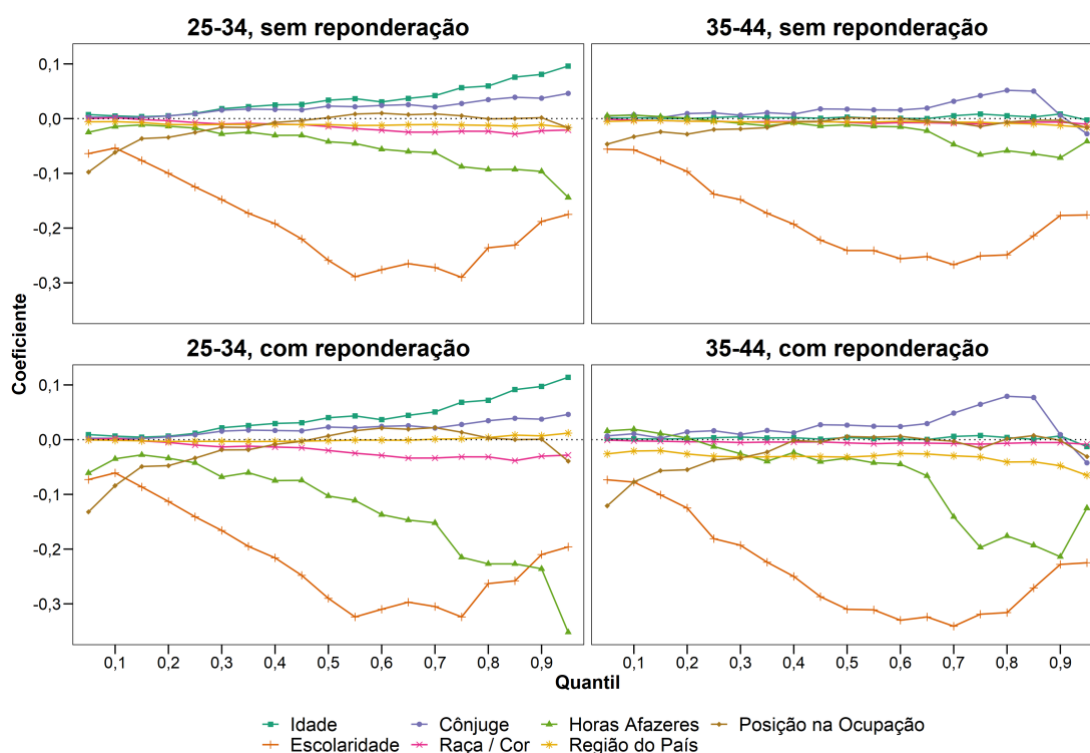 25-34, sem reponderação 35-44, sem reponderação
0,1
0,0
-0,1
-0,2
-0,3
25-34, com reponderação 35-44, com reponderação
0,1
0,0
-0,1
-0,2
-0,3
Coeficiente
0,1 0,2 0,3 0,4 0,5 0,6 0,7 0,8 0,9 0,1 0,2 0,3 0,4 0,5 0,6 0,7 0,8 0,9
Quantil
Idade Cônjuge Horas Afazeres Posição na Ocupação
Escolaridade Raça / Cor Região do País